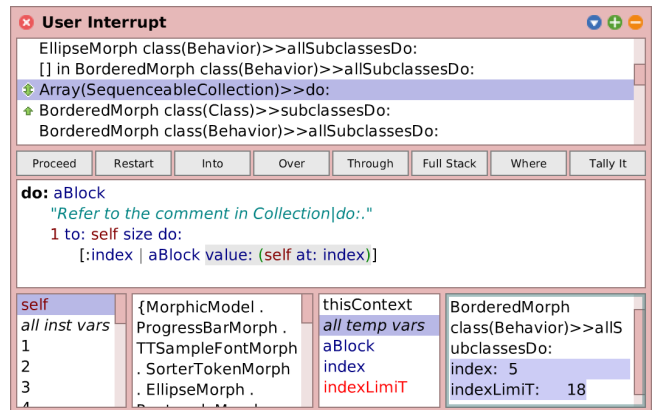 User Interrupt
EllipseMorph class(Behavior)>>allSubclassesDo:
[] in BorderedMorph class(Behavior)>>allSubclassesDo:
Array(SequenceableCollection)>>do:
BorderedMorph class(Class)>>subclassesDo:
BorderedMorph class(Behavior)>>allSubclassesDo:
Proceed Restart Into Over Through Full Stack Where Tally It
do: aBlock
"Refer to the comment in Collection|do:."
1 to: self size do:
[:index | aBlock value: (self at: index)]
self
all inst vars
1
2
3
4
{MorphicModel .
ProgressBarMorph .
TTSampleFontMorph
. SorterTokenMorph
. EllipseMorph .
thisContext
all temp vars
aBlock
index
indexLimiT
BorderedMorph
class(Behavior)>>allS
ubclassesDo:
index: 5
indexLimiT: 18